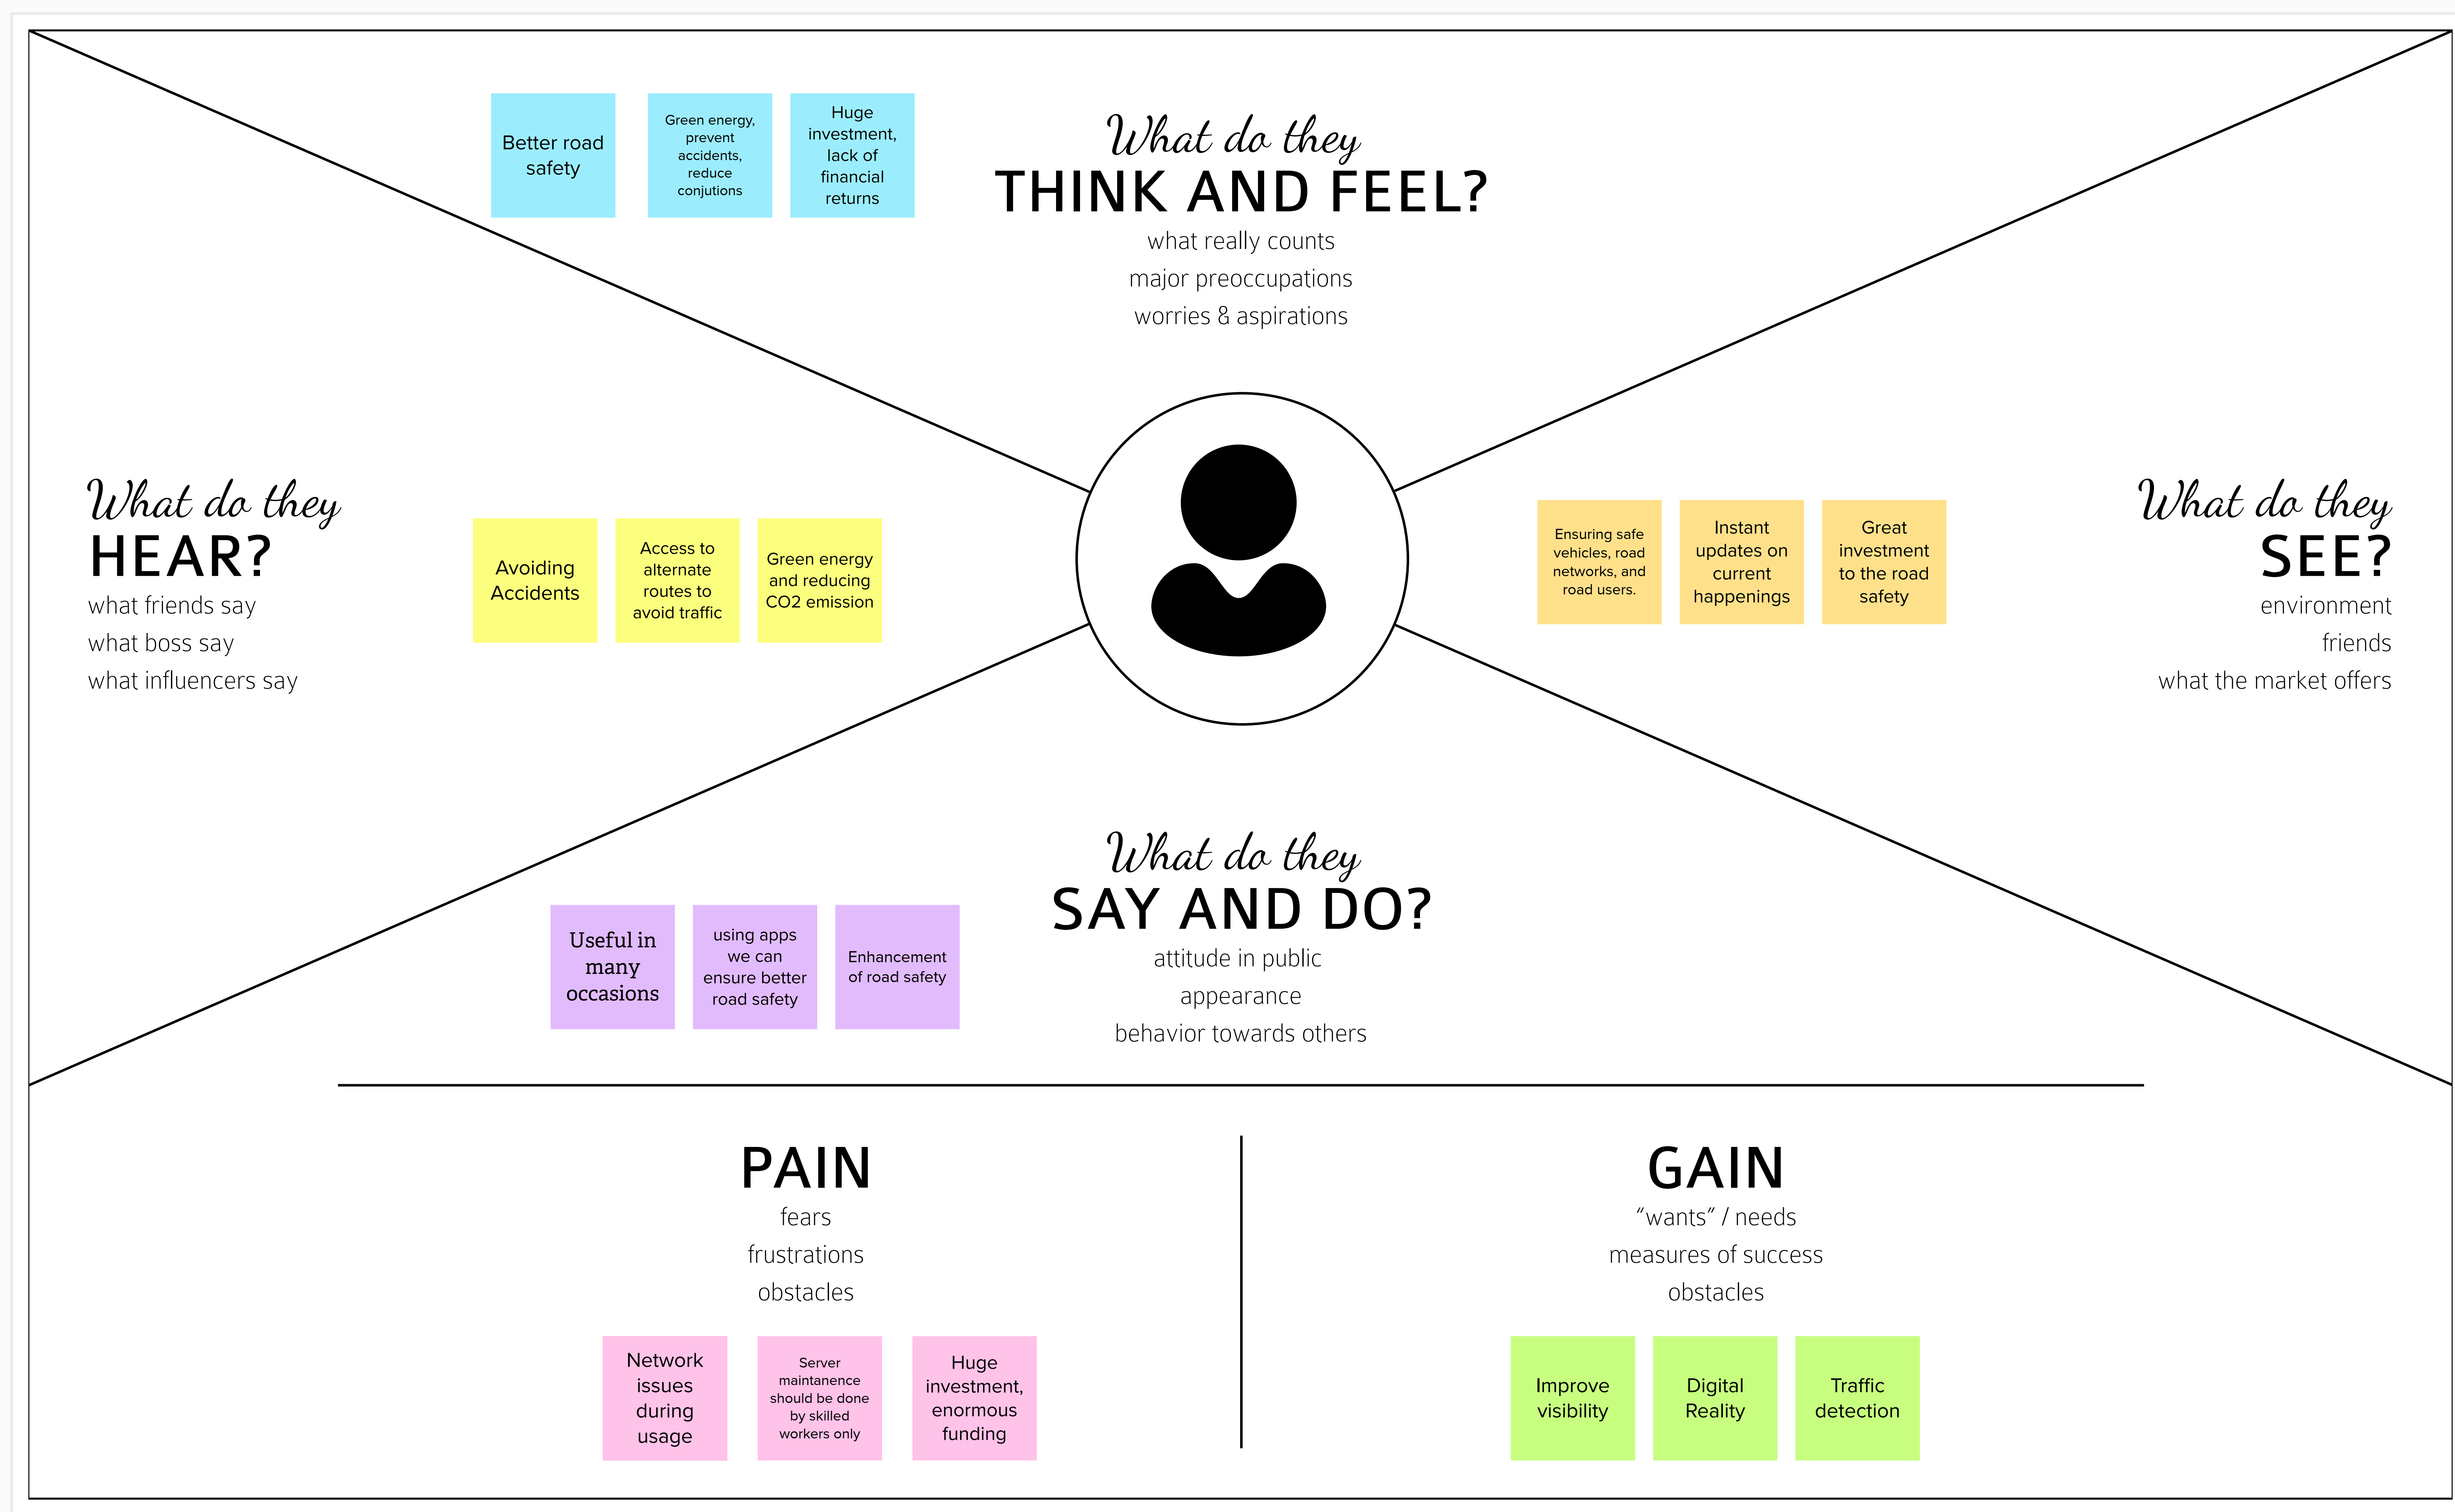 Better road
safety
Green energy,
prevent
accidents,
reduce
conjutions
Huge
investment,
lack of
financial
returns
What do they
THINK AND FEEL?
what really counts
major preoccupations
worries & aspirations
What do they
HEAR?
what friends say
what boss say
what influencers say
Avoiding
Accidents
Access to
alternate
routes to
avoid traffic
Green energy
and reducing
CO2 emission
Ensuring safe
vehicles, road
networks, and
road users.
Instant
updates on
current
happenings
Great
investment
to the road
safety
What do they
SEE?
environment
friends
what the market offers
What do they
SAY AND DO?
attitude in public
appearance
behavior towards others
Useful in
many
occasions
using apps
we can
ensure better
road safety
Enhancement
of road safety
PAIN
fears
frustrations
obstacles
Network
issues
during
usage
Server
maintanence
should be done
by skilled
workers only
Huge
investment,
enormous
funding
GAIN
“wants” / needs
measures of success
obstacles
Improve
visibility
Digital
Reality
Traffic
detection